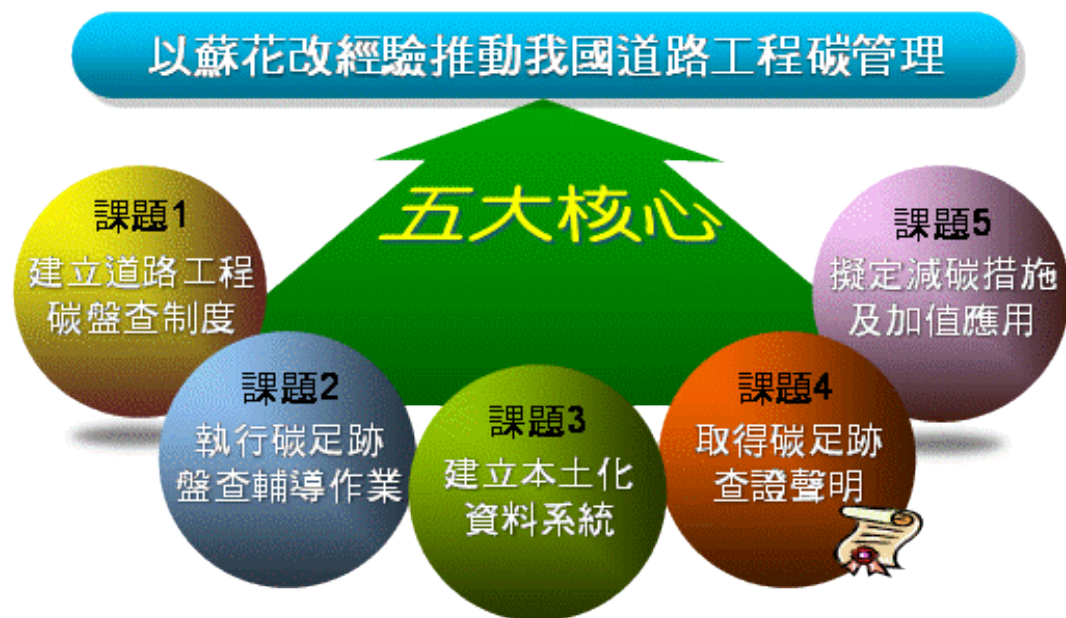 以蘇花改經驗推動我國道路工程碳管理
五大核心
課題1
建立道路工程
碳盤查制度
課題2
執行碳足跡
盤查輔導作業
課題3
建立本土化
資料系統
課題4
取得碳足跡
查證聲明
課題5
擬定減碳措施
及加值應用